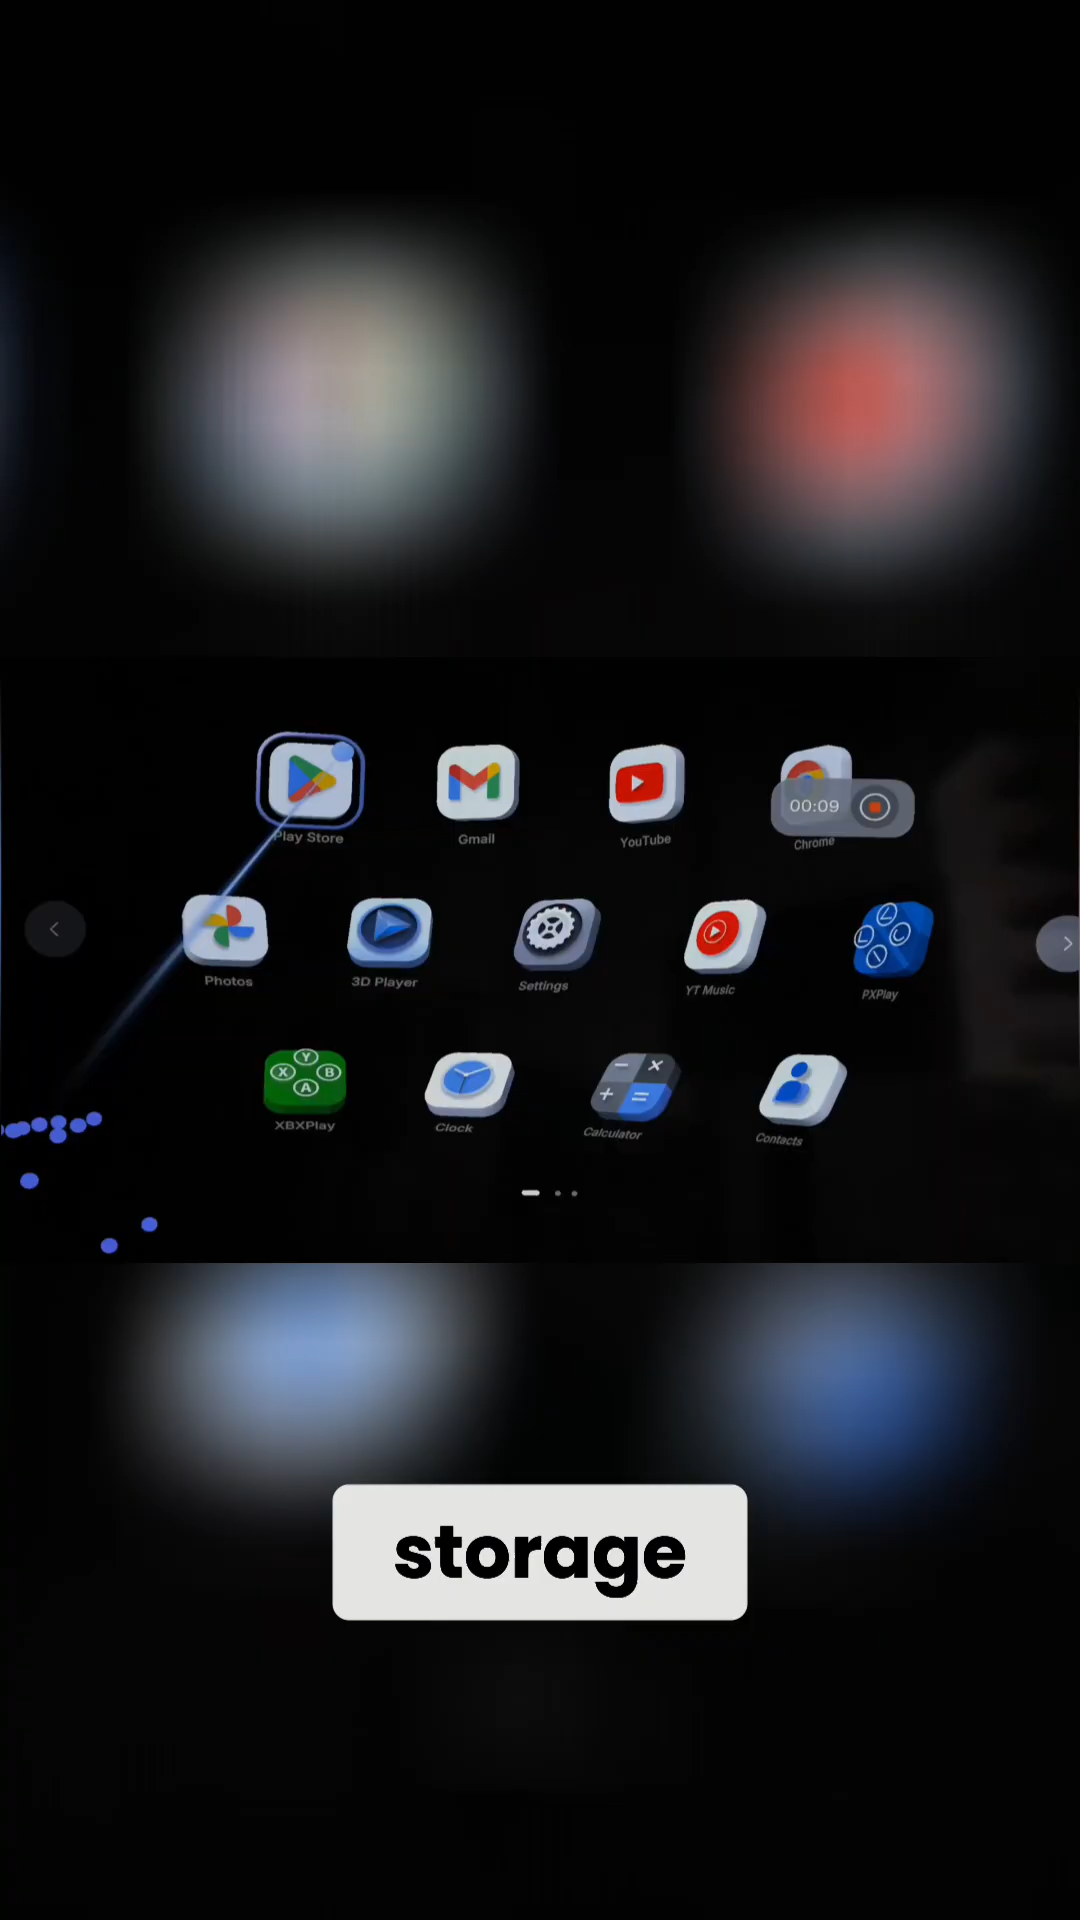 Play Store
Gmail
YouTube
00:09
Chrome
Photos
3D Player
Settings
YT Music
PXPlay
Y
X B
A
XBXPlay
Clock
Calculator
Contacts
storage